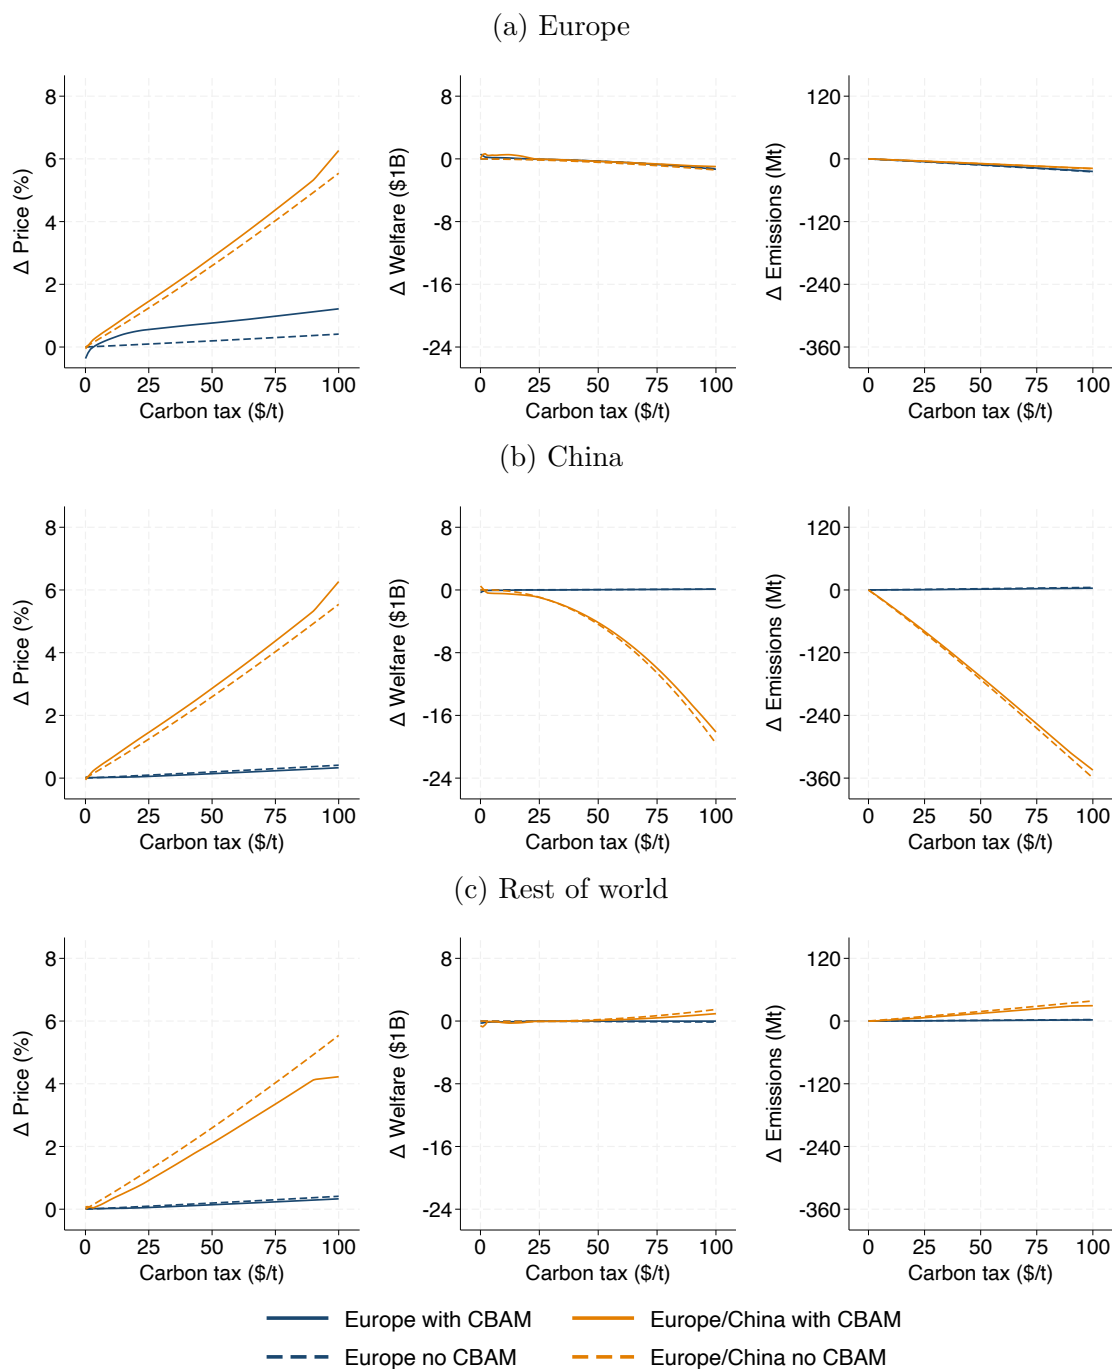 (a) Europe
8
6
4
2
0
Δ Price (%)
0 25 50 75 100
Carbon tax ($/t)
8
0
-8
-16
-24
Δ Welfare ($1B)
0 25 50 75 100
Carbon tax ($/t)
120
0
-120
-240
-360
Δ Emissions (Mt)
0 25 50 75 100
Carbon tax ($/t)
(b) China
8
6
4
2
0
Δ Price (%)
0 25 50 75 100
Carbon tax ($/t)
8
0
-8
-16
-24
Δ Welfare ($1B)
0 25 50 75 100
Carbon tax ($/t)
120
0
-120
-240
-360
Δ Emissions (Mt)
0 25 50 75 100
Carbon tax ($/t)
(c) Rest of world
8
6
4
2
0
Δ Price (%)
0 25 50 75 100
Carbon tax ($/t)
8
0
-8
-16
-24
Δ Welfare ($1B)
0 25 50 75 100
Carbon tax ($/t)
120
0
-120
-240
-360
Δ Emissions (Mt)
0 25 50 75 100
Carbon tax ($/t)
Europe with CBAM
Europe/China with CBAM
Europe no CBAM
Europe/China no CBAM